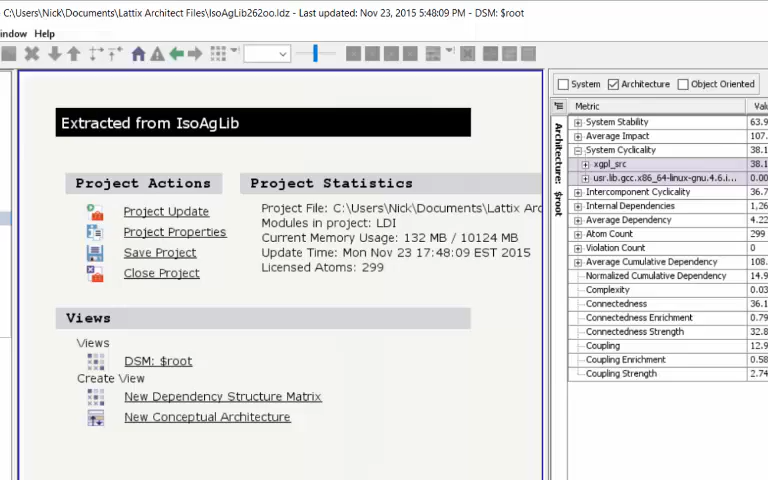 C:\Users\Nick\Documents\Lattix Architect Files\IsoAgLib262oo.ldz - Last updated: Nov 23, 2015 5:48:09 PM - DSM: $root
indow Help
System Architecture Object Oriented
Extracted from IsoAgLib
Project Actions
Project Update
Project Properties
Save Project
Close Project
Project Statistics
Project File: C:\Users\Nick\Documents\Lattix Arc
Modules in project: LDI
Current Memory Usage: 132 MB / 10124 MB
Update Time: Mon Nov 23 17:48:09 EST 2015
Licensed Atoms: 299
Views
Views
DSM: $root
Create View
New Dependency Structure Matrix
New Conceptual Architecture
Architecture: $root
Metric Val
System Stability 63.9
Average Impact 107.
System Cyclicality 38.1
xgpl_src 38.1
usr.lib.gcc.x86_64-linux-gnu.4.6.i... 0.00
Intercomponent Cyclicality 36.7
Internal Dependencies 1,26
Average Dependency 4.22
Atom Count 299
Violation Count 0
Average Cumulative Dependency 108.
Normalized Cumulative Dependency 14.9
Complexity 0.03
Connectedness 36.1
Connectedness Enrichment 0.79
Connectedness Strength 32.8
Coupling 12.9
Coupling Enrichment 0.58
Coupling Strength 2.74